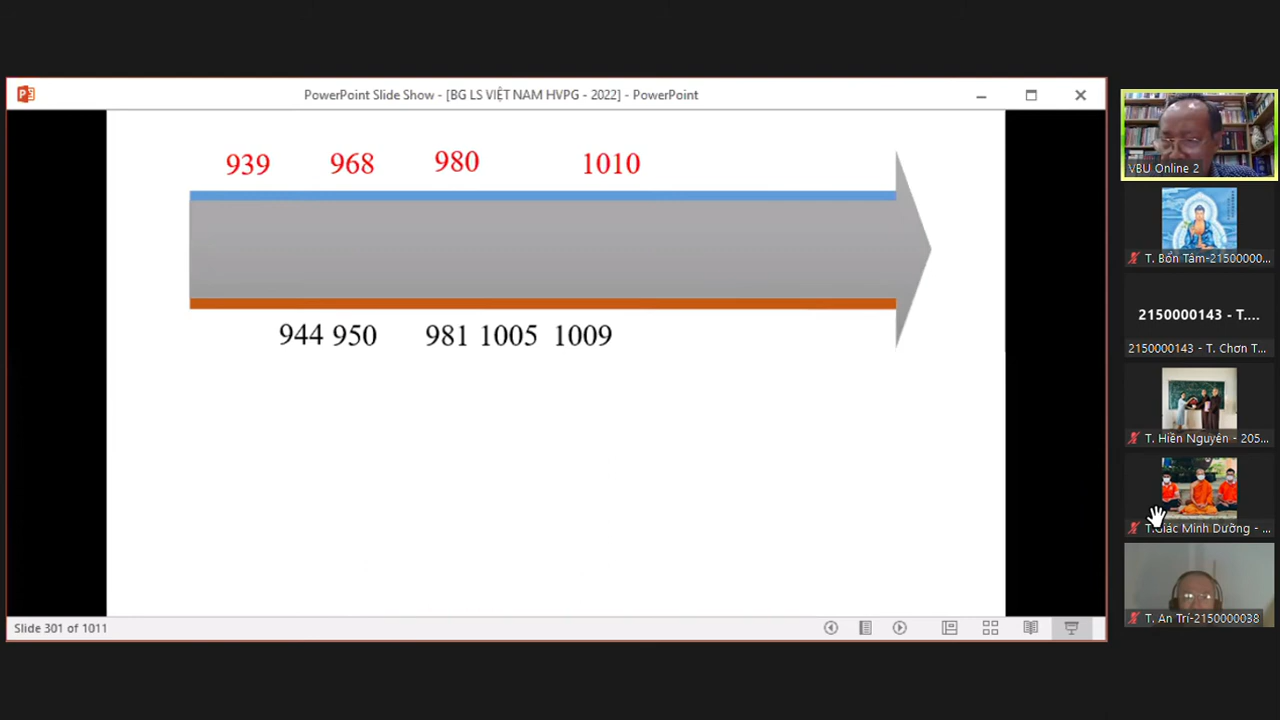 PowerPoint Slide Show - [BG LS VIỆT NAM HVPG - 2022] - PowerPoint
939 968 980 1010
944 950 981 1005 1009
Slide 301 of 1011
VBU Online 2
T. Bổn Tâm-21500000...
2150000143 - T....
2150000143 - T. Chơn T...
T. Hiền Nguyên - 205...
T.Giác Minh Dưỡng - ...
T. An Trí-2150000038